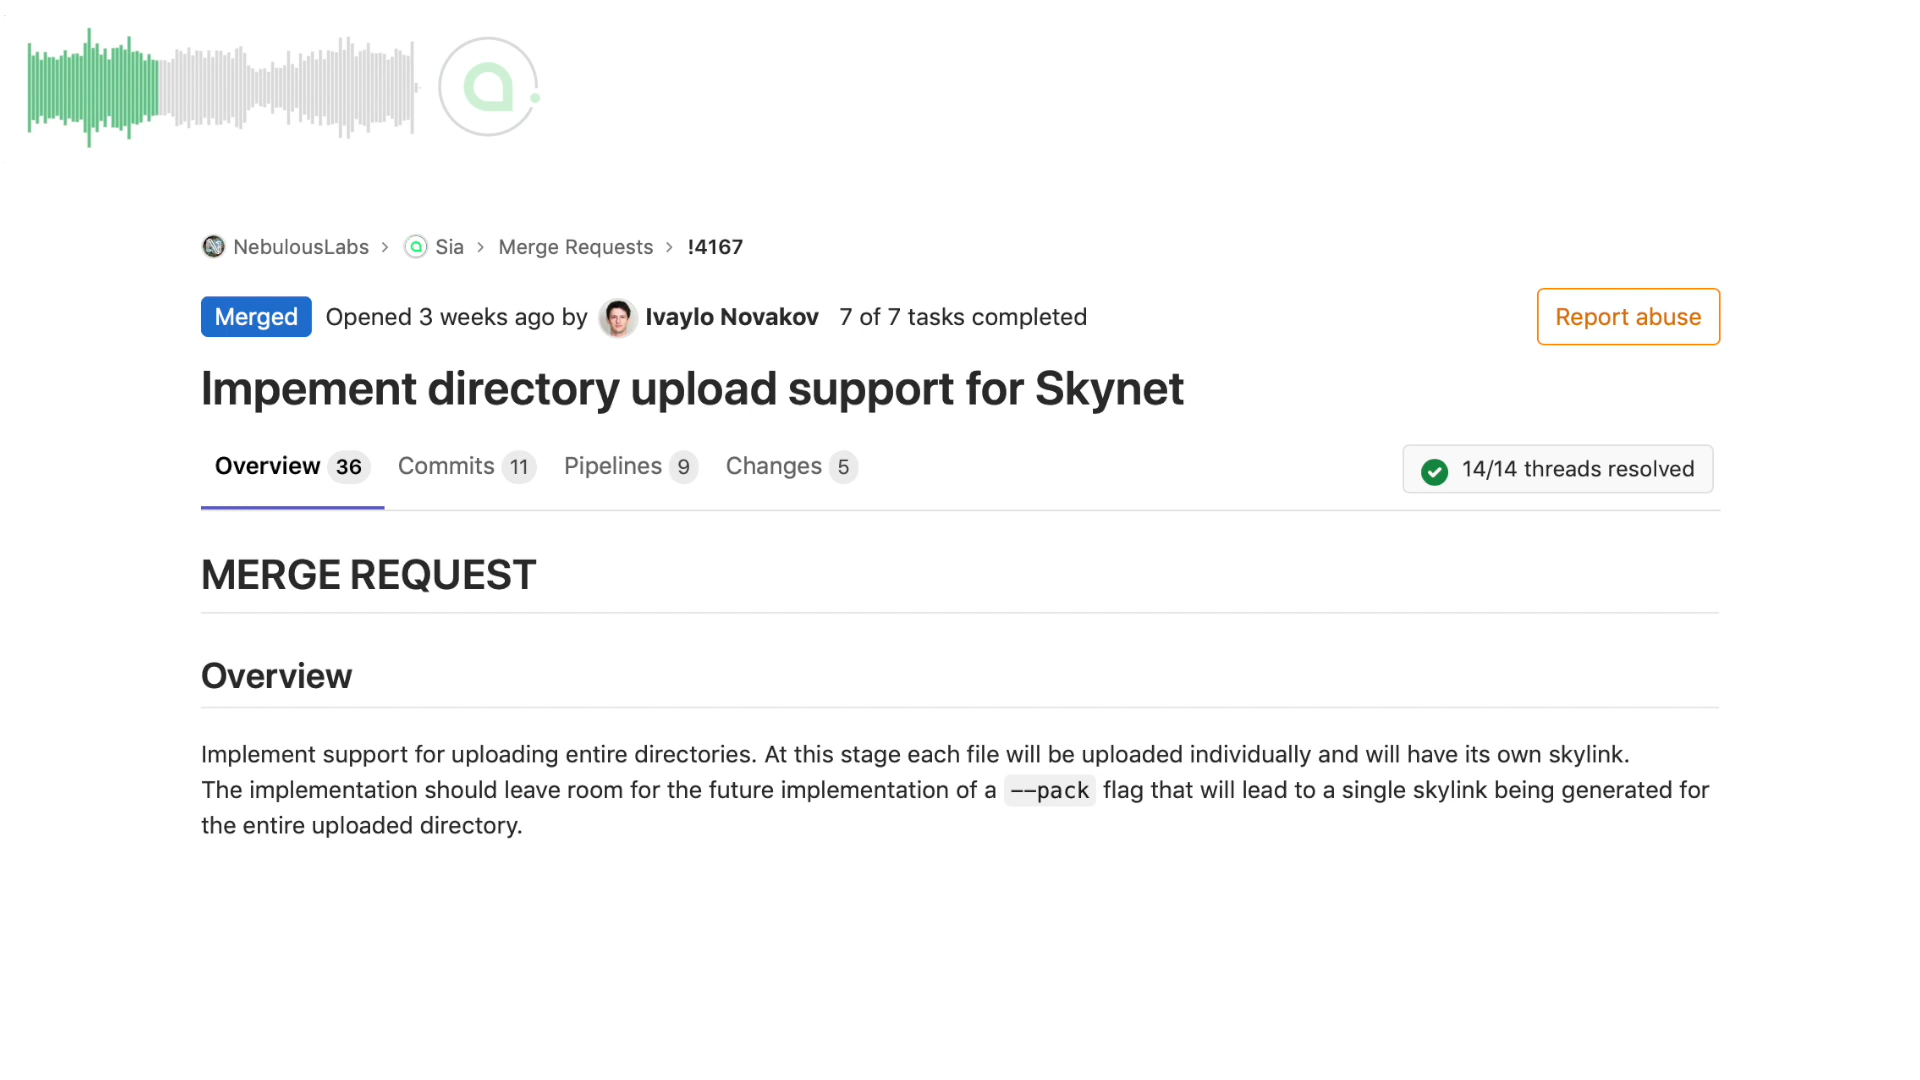 NebulousLabs > Sia > Merge Requests > !4167
Merged Opened 3 weeks ago by Ivaylo Novakov 7 of 7 tasks completed Report abuse
Impement directory upload support for Skynet
Overview 36 Commits 11 Pipelines 9 Changes 5 14/14 threads resolved
MERGE REQUEST
Overview
Implement support for uploading entire directories. At this stage each file will be uploaded individually and will have its own skylink.
The implementation should leave room for the future implementation of a --pack flag that will lead to a single skylink being generated for
the entire uploaded directory.